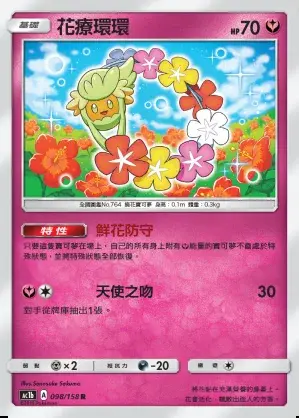 基礎 花療環環 HP70
全國圖鑑No.764 摘花寶可夢 身高：0.1m 體重：0.3kg
特性 鮮花防守
只要這隻寶可夢在場上，自己的所有身上附有能量的寶可夢不會處於特
殊狀態，並將特殊狀態全部恢復。
天使之吻 30
對手從牌庫抽出1張。
弱點 ×2 抵抗力 -20 撤退
Illus.Sanosuke Sakuma
AC1b A 098/158 R